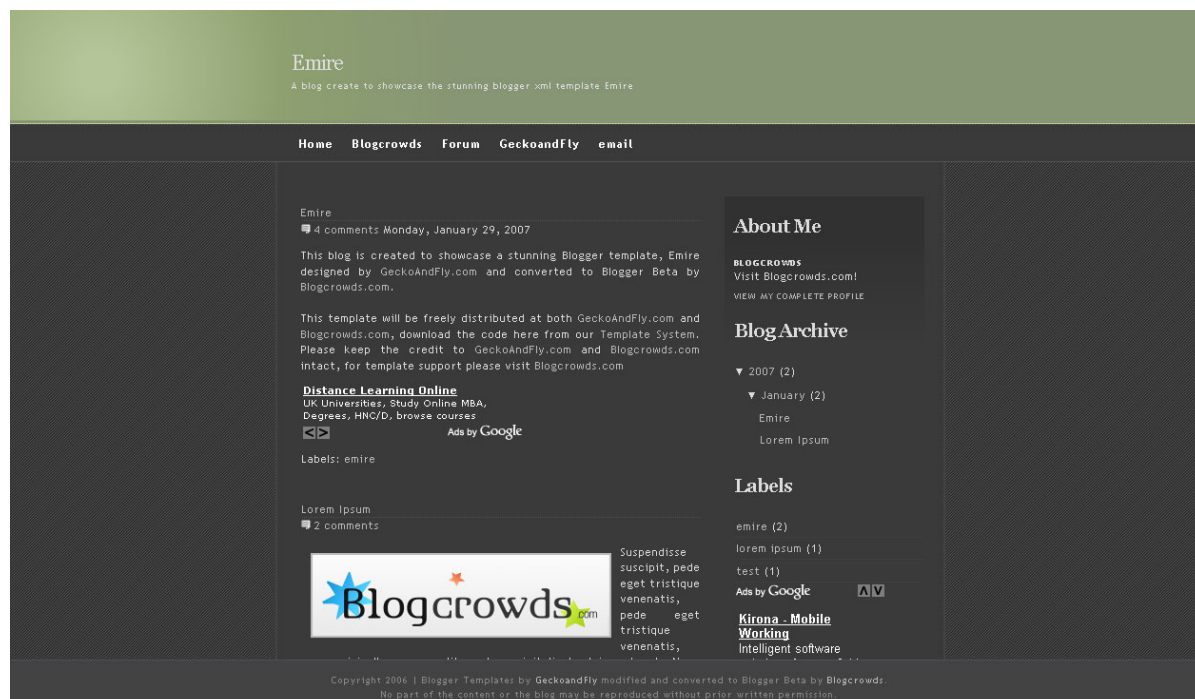 Emire
A blog create to showcase the stunning blogger xml template Emire
Home Blogcrowds Forum GeckoandFly email
Emire
4 comments Monday, January 29, 2007
This blog is created to showcase a stunning Blogger template, Emire
designed by GeckoAndFly.com and converted to Blogger Beta by
Blogcrowds.com.
This template will be freely distributed at both GeckoAndFly.com and
Blogcrowds.com, download the code here from our Template System.
Please keep the credit to GeckoAndFly.com and Blogcrowds.com
intact, for template support please visit Blogcrowds.com
Distance Learning Online
UK Universities, Study Online MBA,
Degrees, HNC/D, browse courses
Ads by Google
Labels: emire
Lorem Ipsum
2 comments
Blogcrowds.com
Suspendisse
suscipit, pede
eget tristique
venenatis,
pede eget
tristique
venenatis,
About Me
BLOGCROWDS
Visit Blogcrowds.com!
VIEW MY COMPLETE PROFILE
Blog Archive
▼ 2007 (2)
▼ January (2)
Emire
Lorem Ipsum
Labels
emire (2)
lorem ipsum (1)
test (1)
Ads by Google
Kirona - Mobile
Working
Intelligent software
Copyright 2006 | Blogger Templates by GeckoandFly modified and converted to Blogger Beta by Blogcrowds.
No part of the content or the blog may be reproduced without prior written permission.